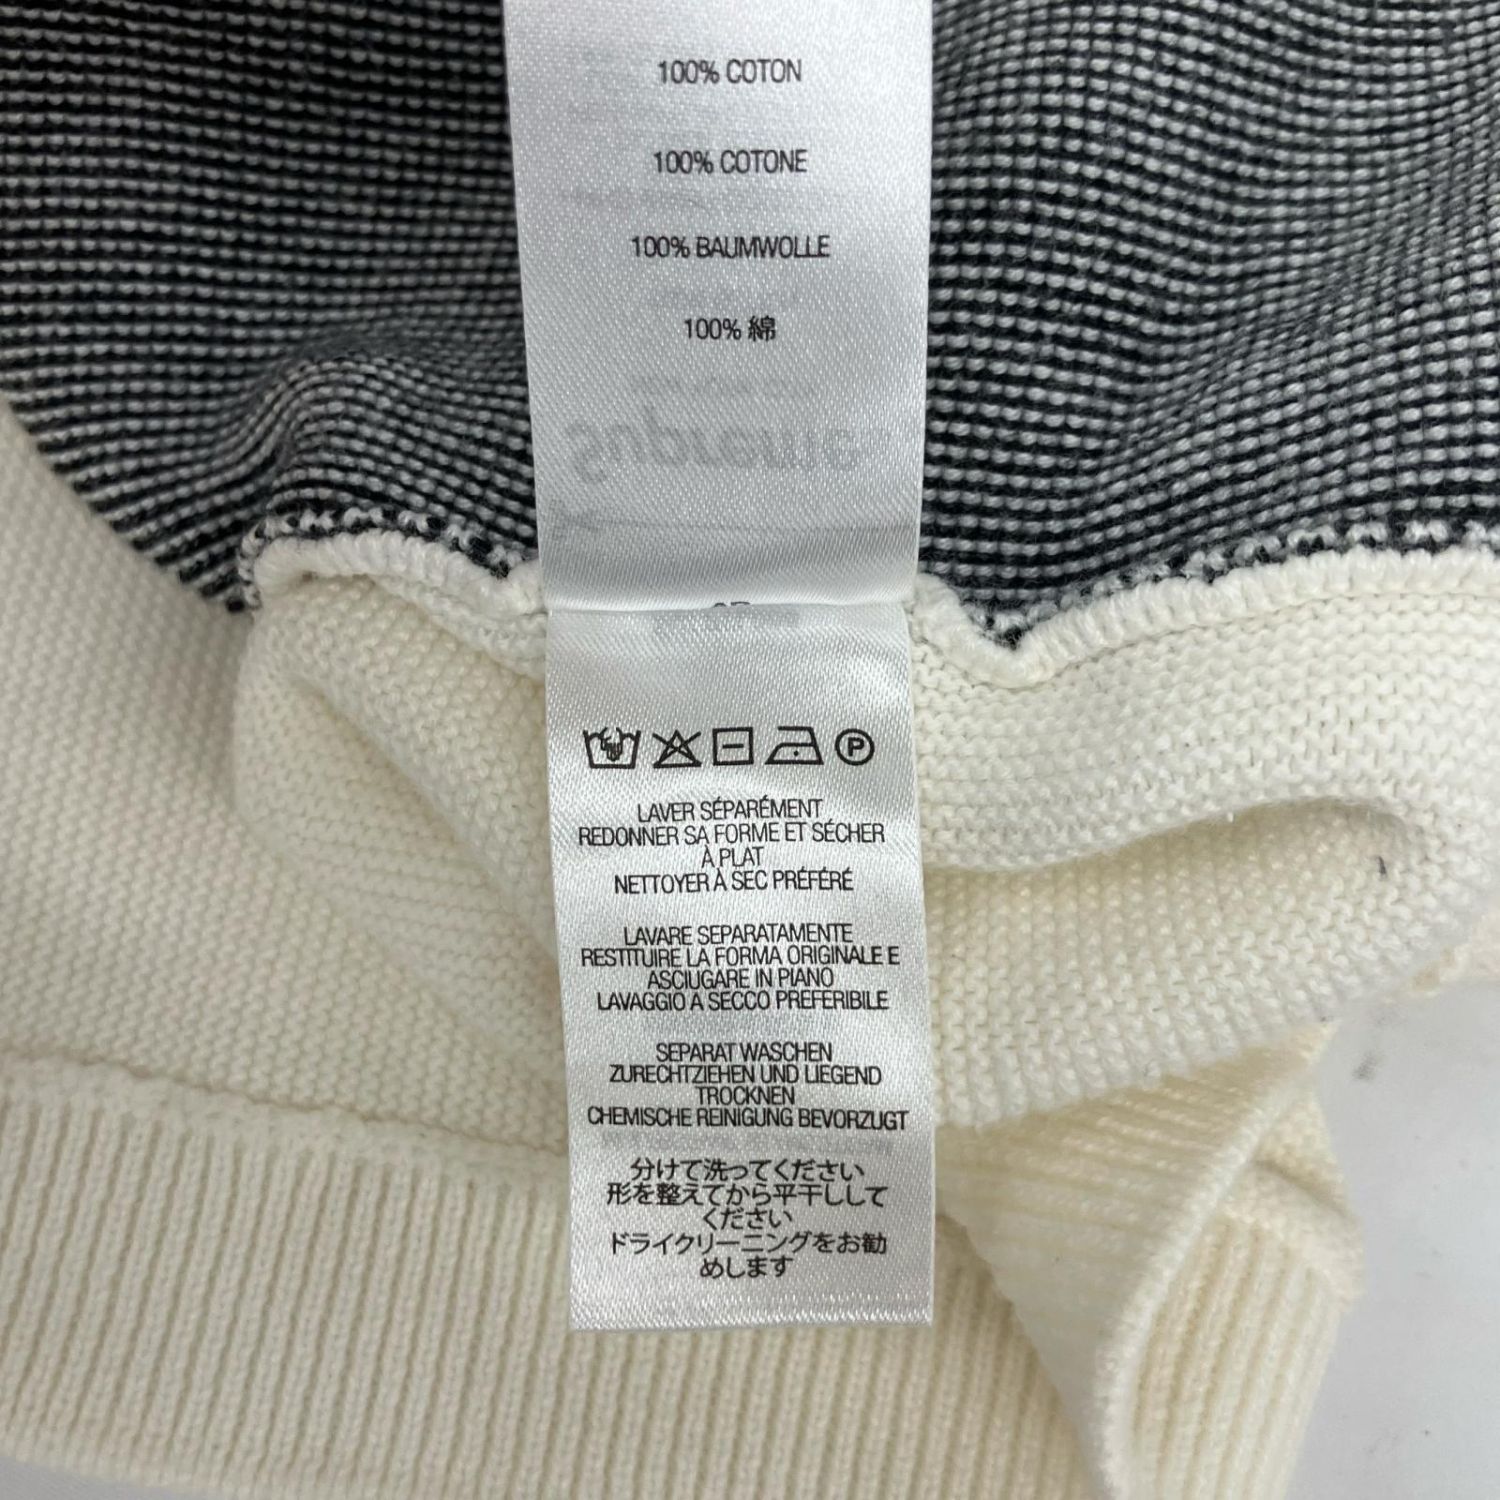 100% COTON
100% COTONE
100% BAUMWOLLE
100% 綿
Supreme
P
LAVER SÉPARÉMENT
REDONNER SA FORME ET SÉCHER
À PLAT
NETTOYER À SEC PRÉFÉRÉ
LAVARE SEPARATAMENTE
RESTITUIRE LA FORMA ORIGINALE E
ASCIUGARE IN PIANO
LAVAGGIO A SECCO PREFERIBILE
SEPARAT WASCHEN
ZURECHTZIEHEN UND LIEGEND
TROCKNEN
CHEMISCHE REINIGUNG BEVORZUGT
分けて洗ってください
形を整えてから平干しして
ください
ドライクリーニングをお勧
めします